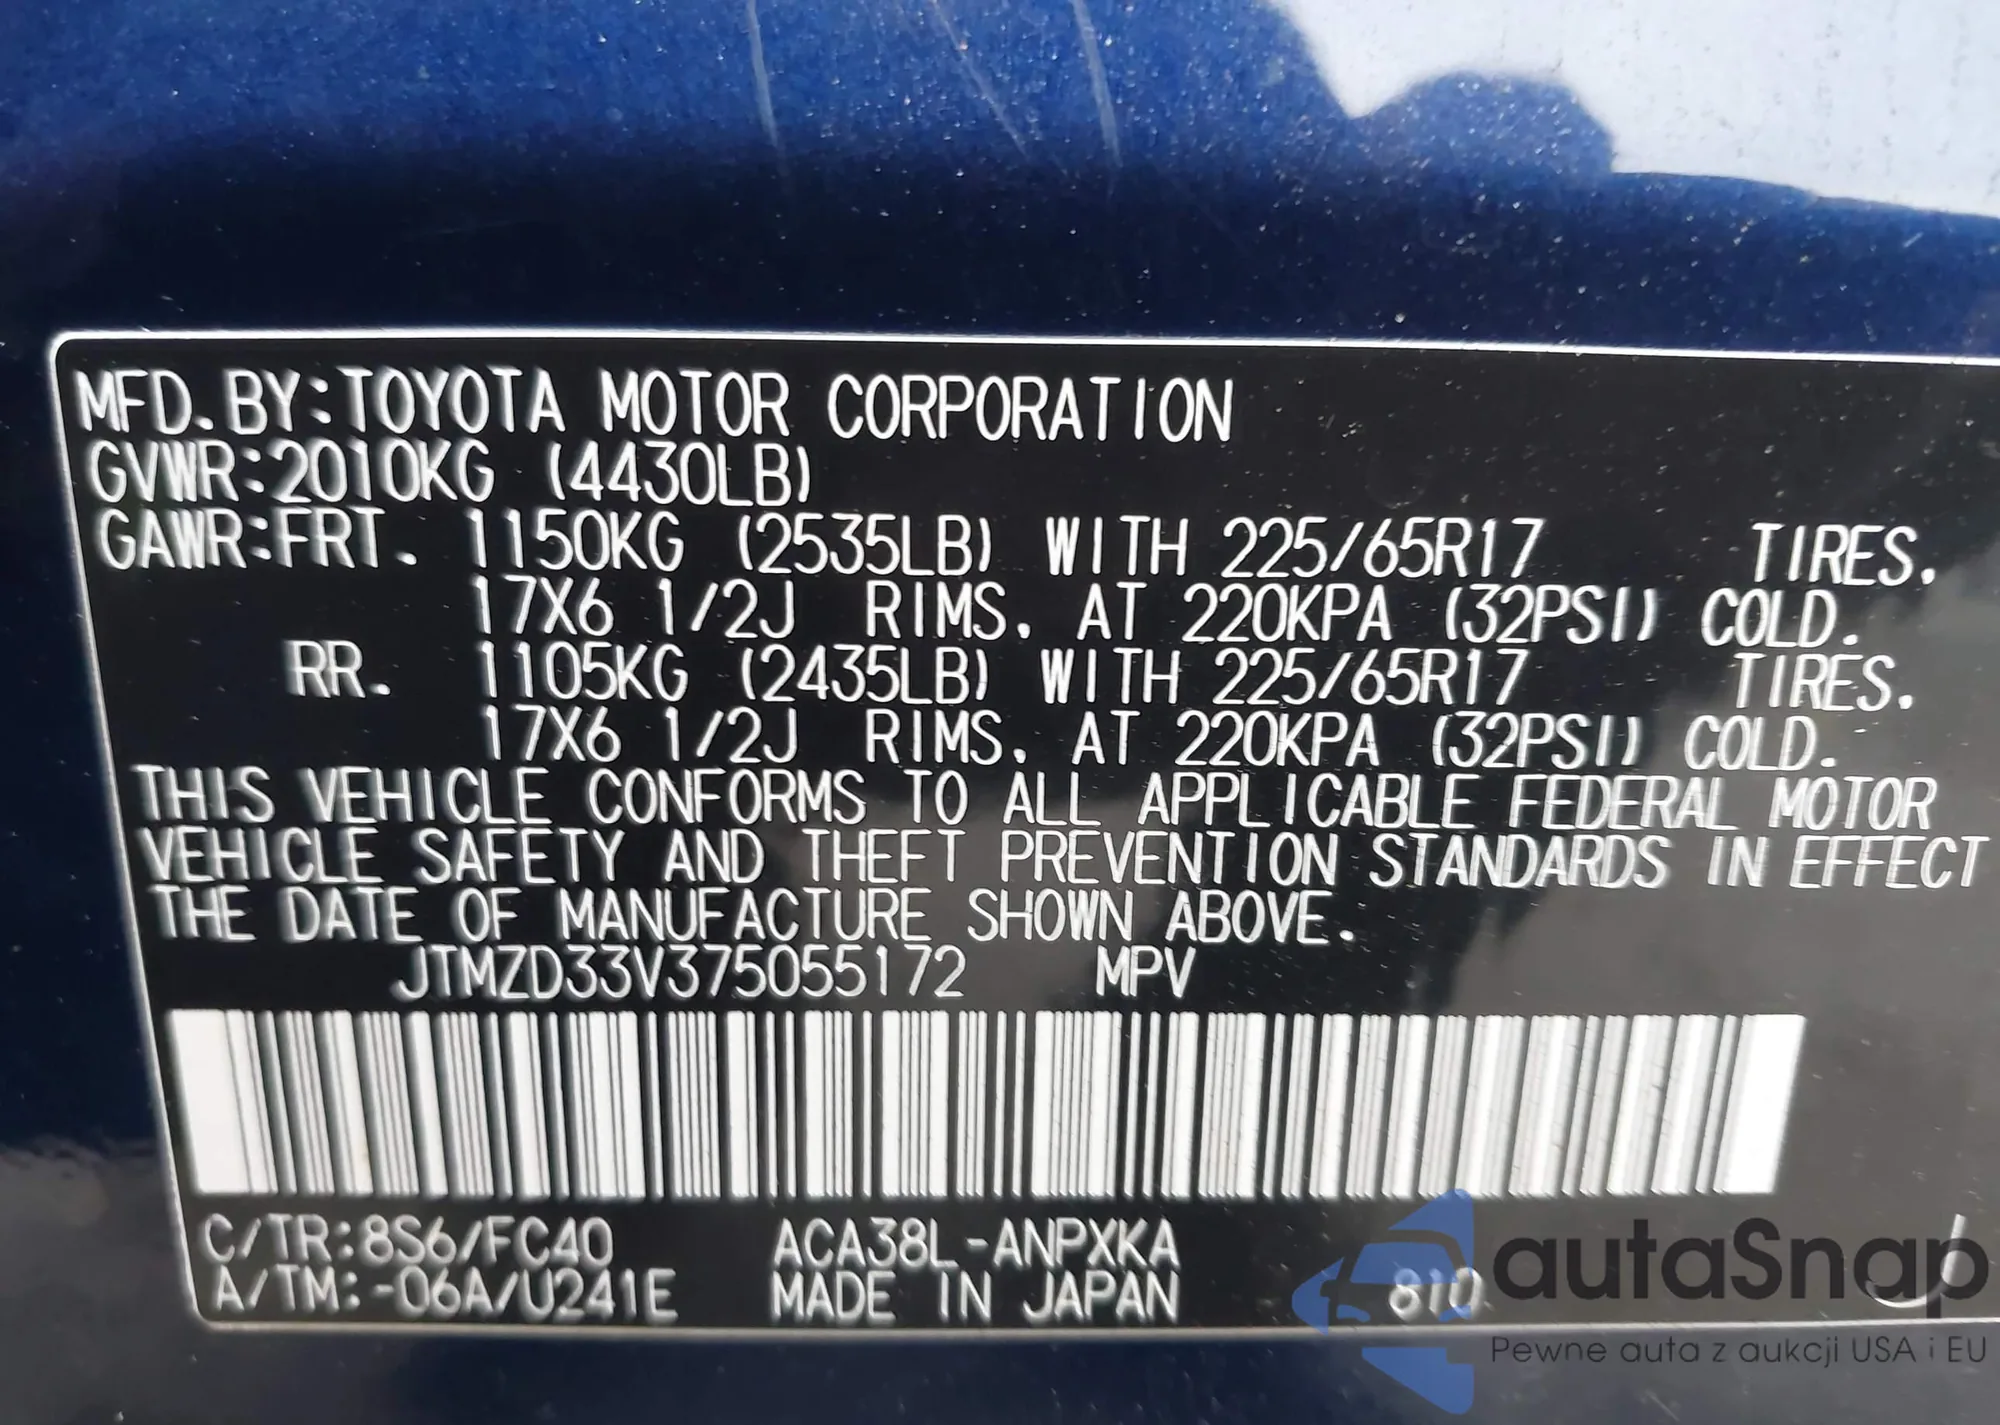 MFD.BY:TOYOTA MOTOR CORPORATION
GVWR:2010KG (4430LB)
GAWR:FRT. 1150KG (2535LB) WITH 225/65R17 TIRES.
17X6 1/2J RIMS. AT 220KPA (32PSI) COLD.
RR. 1105KG (2435LB) WITH 225/65R17 TIRES.
17X6 1/2J RIMS. AT 220KPA (32PSI) COLD.
THIS VEHICLE CONFORMS TO ALL APPLICABLE FEDERAL MOTOR
VEHICLE SAFETY AND THEFT PREVENTION STANDARDS IN EFFECT
THE DATE OF MANUFACTURE SHOWN ABOVE.
JTMZD33V375055172 MPV
C/TR:8S6/FC40 ACA38L-ANPXKA
A/TM:-06A/U241E MADE IN JAPAN 810 J
autaSnap
Pewne auta z aukcji USA i EU